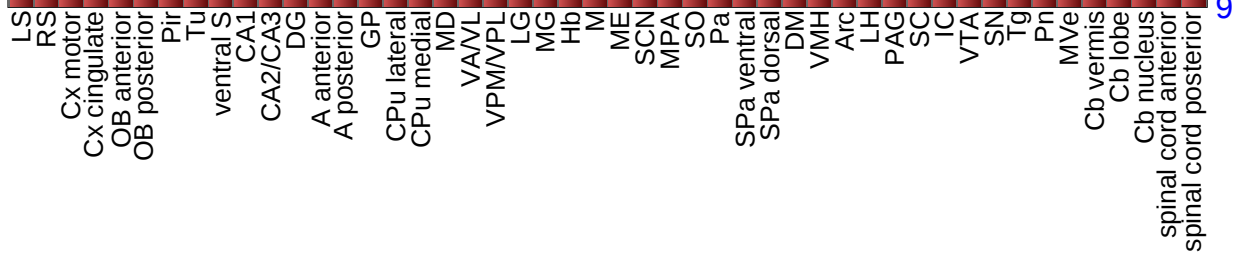 LS
RS
Cx motor
Cx cingulate
OB anterior
OB posterior
Pir
Tu
ventral S
CA1
CA2/CA3
DG
A anterior
A posterior
GP
CPu lateral
CPu medial
MD
VA/VL
VPM/VPL
LG
MG
Hb
M
ME
SCN
MPA
SO
Pa
SPa ventral
SPa dorsal
DM
VMH
Arc
LH
PAG
SC
IC
VTA
SN
Tg
Pn
MVe
Cb vermis
Cb lobe
Cb nucleus
spinal cord anterior
spinal cord posterior
9